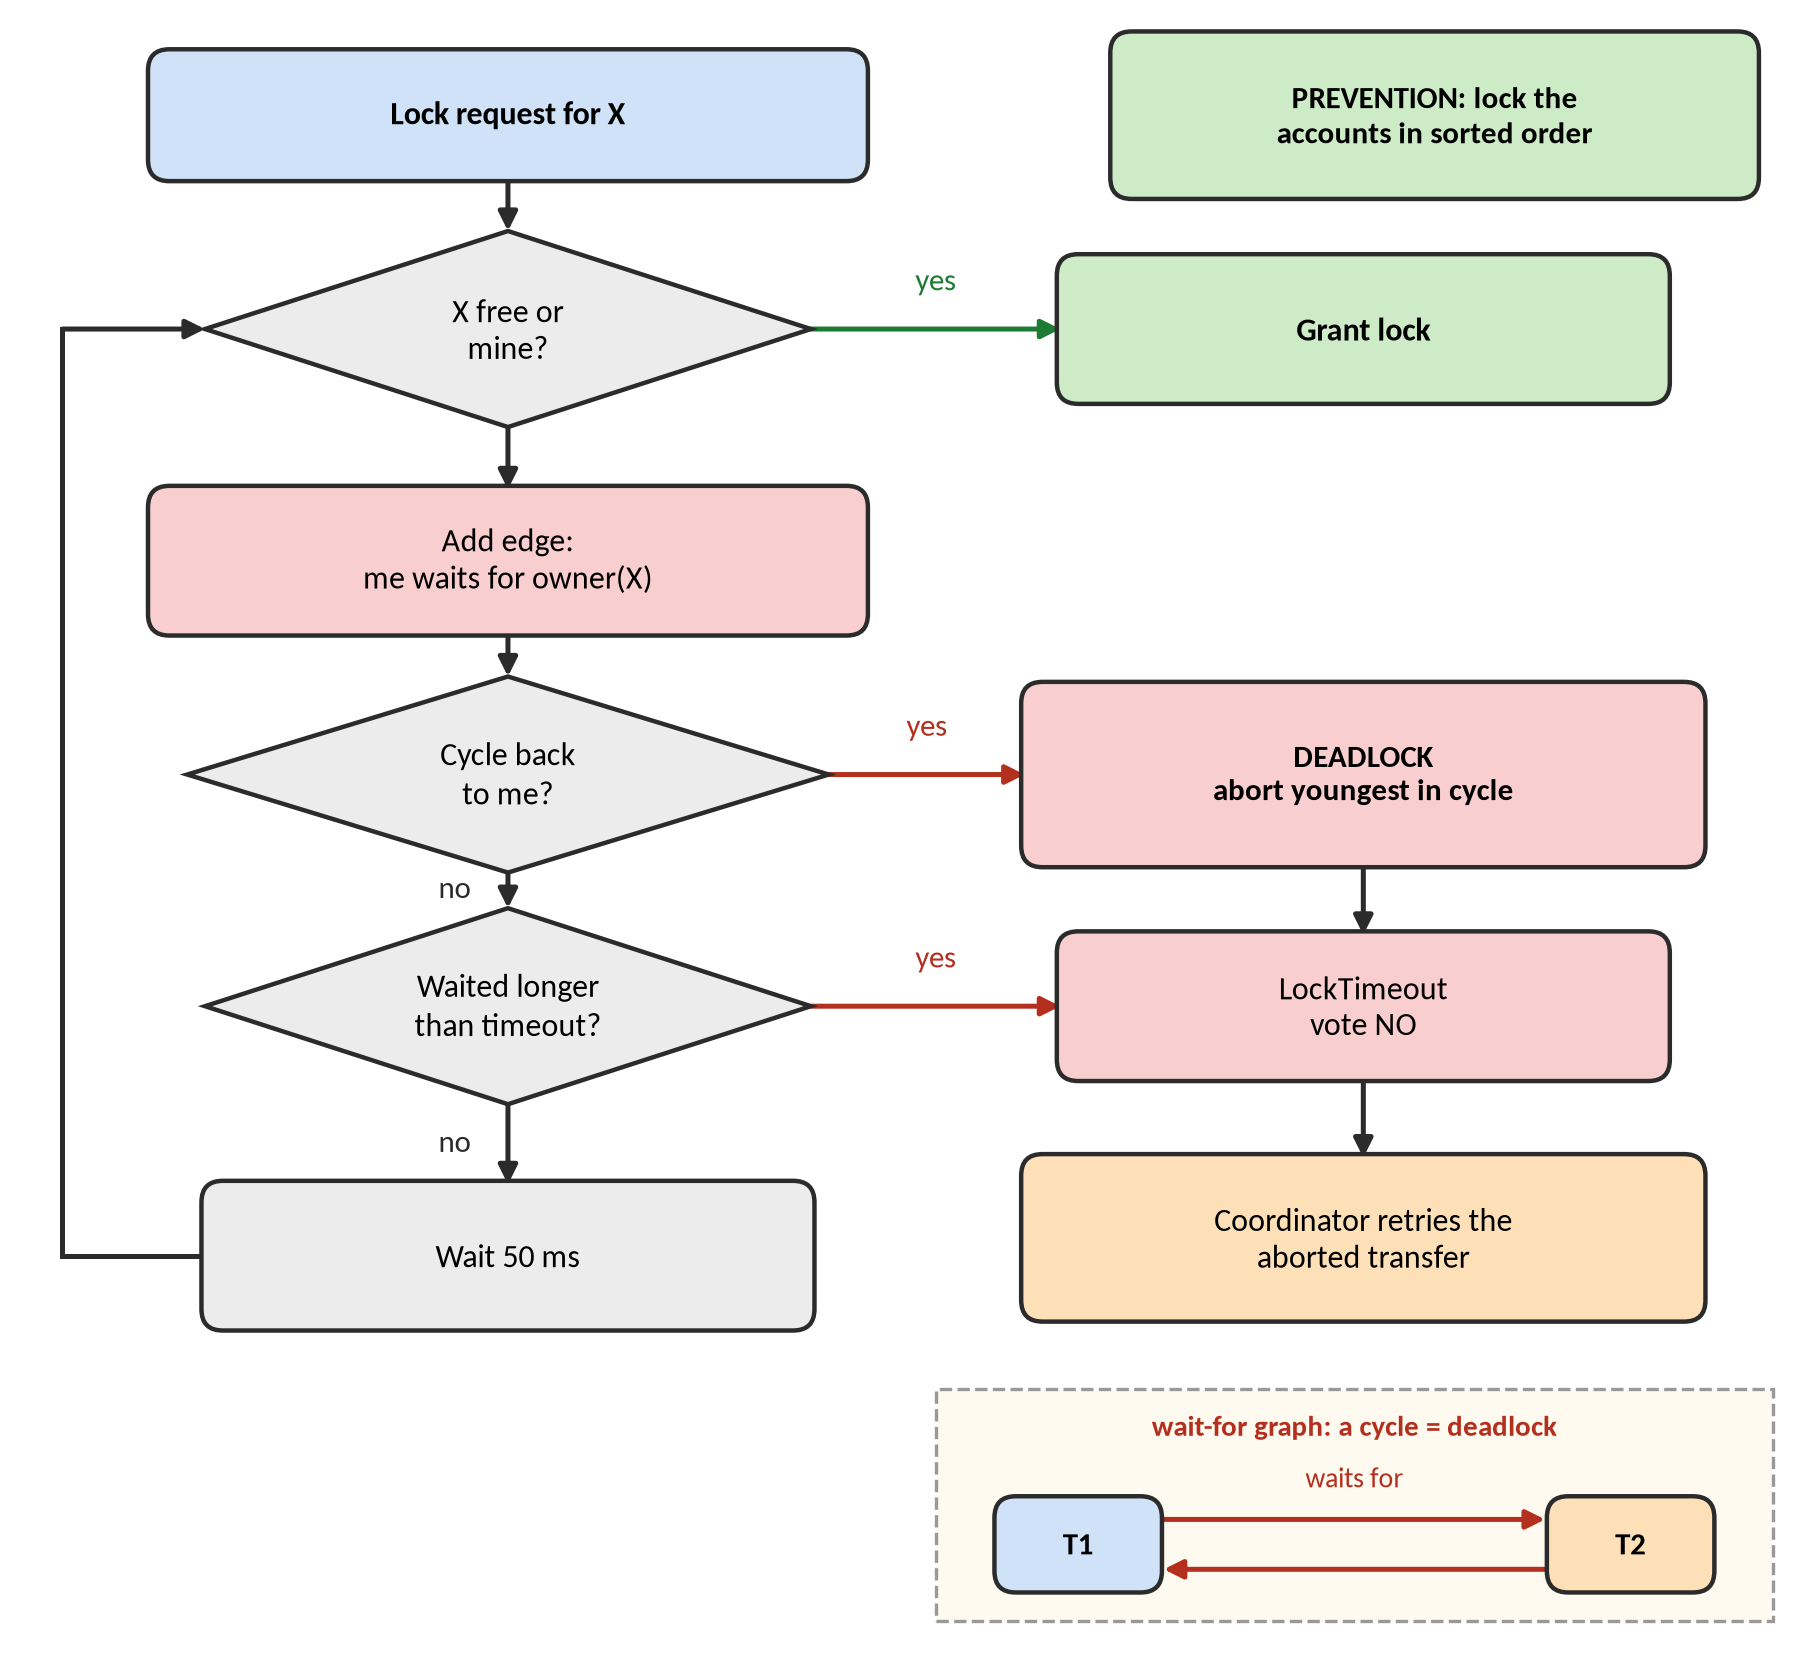 Lock request for X
PREVENTION: lock the
accounts in sorted order
X free or
mine?
yes
Grant lock
Add edge:
me waits for owner(X)
Cycle back
to me?
yes
DEADLOCK
abort youngest in cycle
no
Waited longer
than timeout?
yes
LockTimeout
vote NO
no
Wait 50 ms
Coordinator retries the
aborted transfer
wait-for graph: a cycle = deadlock
waits for
T1
T2